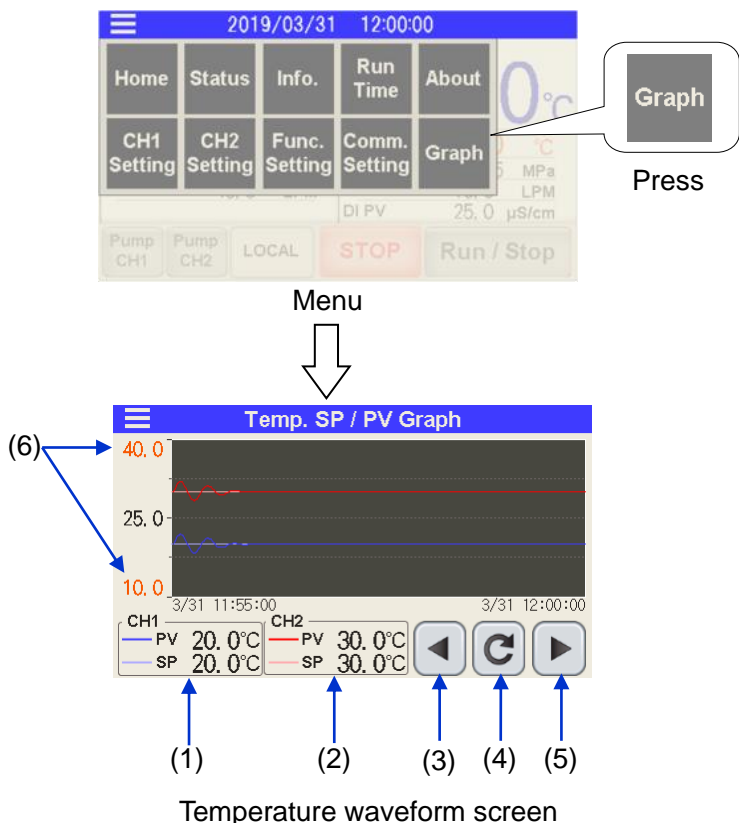 2019/03/31 12:00:00
Home Status Info. Run Time About
CH1 Setting CH2 Setting Func. Setting Comm. Setting Graph
Graph
Press
°C
°C
MPa
LPM
DI PV 25.0 µS/cm
Pump CH1 Pump CH2 LOCAL STOP Run / Stop
Menu
Temp. SP / PV Graph
(6)
40.0
25.0
10.0
3/31 11:55:00 3/31 12:00:00
CH1 CH2
PV 20.0°C PV 30.0°C
SP 20.0°C SP 30.0°C
(1) (2) (3) (4) (5)
Temperature waveform screen